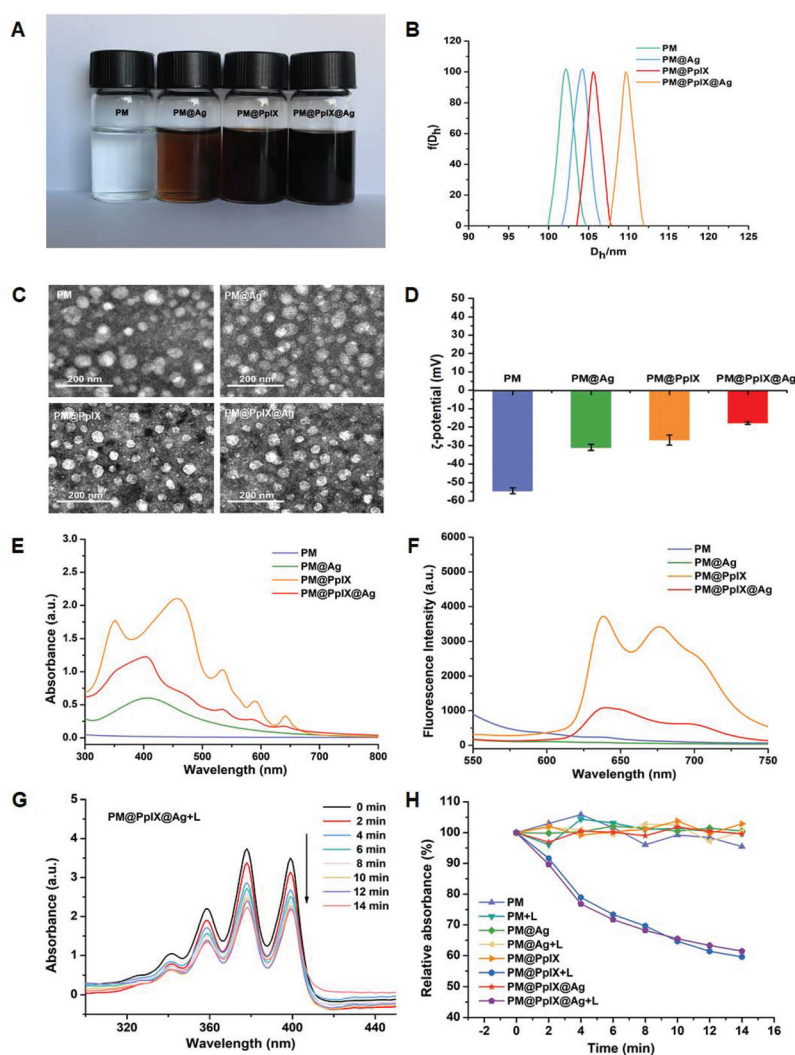 A
PM
PM@Ag
PM@PpIX
PM@PpIX@Ag
B
PM
PM@Ag
PM@PpIX
PM@PpIX@Ag
f(Dh)
120
100
80
60
40
20
0
90 95 100 105 110 115 120 125
Dh/nm
C
PM
200 nm
PM@Ag
200 nm
PM@PpIX
200 nm
PM@PpIX@Ag
200 nm
D
ζ-potential (mV)
50
40
30
20
10
0
-10
-20
-30
-40
-50
-60
PM
PM@Ag
PM@PpIX
PM@PpIX@Ag
E
PM
PM@Ag
PM@PpIX
PM@PpIX@Ag
Absorbance (a.u.)
3.0
2.5
2.0
1.5
1.0
0.5
0.0
300 400 500 600 700 800
Wavelength (nm)
F
PM
PM@Ag
PM@PpIX
PM@PpIX@Ag
Fluorescence Intensity (a.u.)
6000
5000
4000
3000
2000
1000
0
550 600 650 700 750
Wavelength (nm)
G
PM@PpIX@Ag+L
0 min
2 min
4 min
6 min
8 min
10 min
12 min
14 min
Absorbance (a.u.)
5
4
3
2
1
0
320 360 400 440
Wavelength (nm)
H
Relative absorbance (%)
110
105
100
95
90
85
80
75
70
65
60
55
50
45
40
PM
PM+L
PM@Ag
PM@Ag+L
PM@PpIX
PM@PpIX+L
PM@PpIX@Ag
PM@PpIX@Ag+L
-2 0 2 4 6 8 10 12 14 16
Time (min)